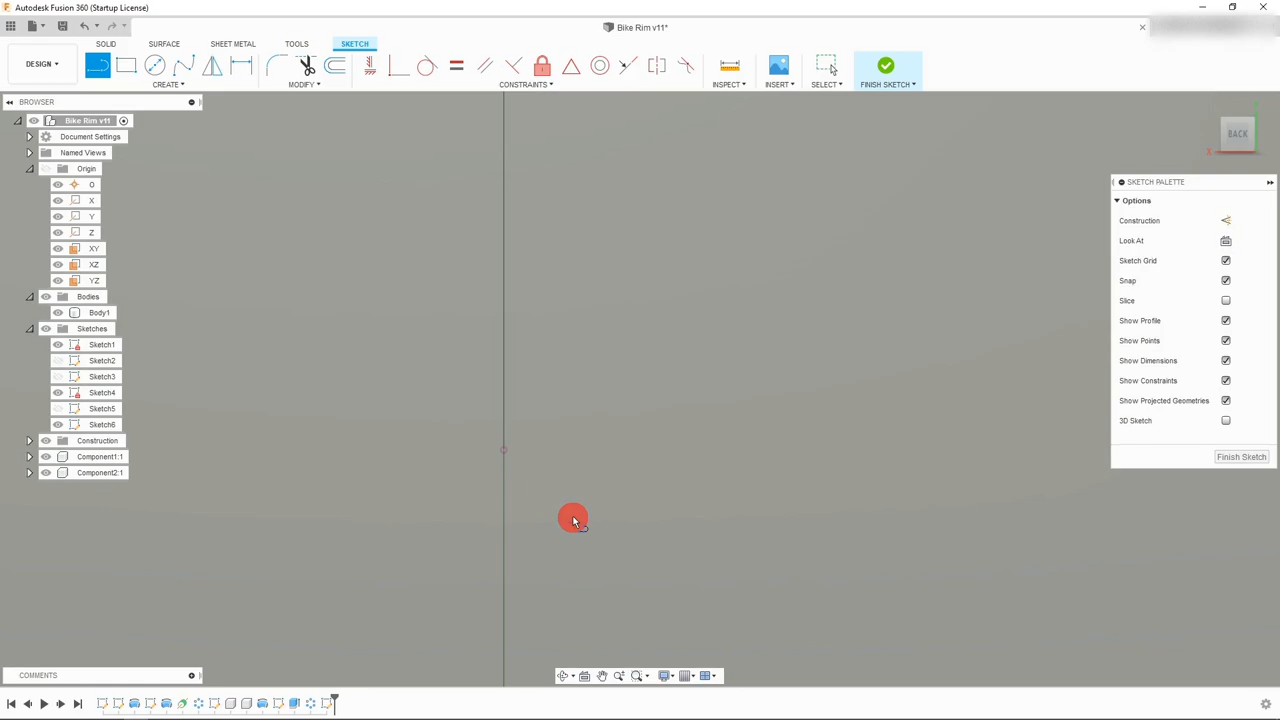 Autodesk Fusion 360 (Startup License)
Bike Rim v11*
DESIGN
SOLID
SURFACE
SHEET METAL
TOOLS
SKETCH
CREATE
MODIFY
CONSTRAINTS
INSPECT
INSERT
SELECT
FINISH SKETCH
BROWSER
Bike Rim v11
Document Settings
Named Views
Origin
O
X
Y
Z
XY
XZ
YZ
Bodies
Body1
Sketches
Sketch1
Sketch2
Sketch3
Sketch4
Sketch5
Sketch6
Construction
Component1:1
Component2:1
BACK
X
SKETCH PALETTE
Options
Construction
Look At
Sketch Grid
Snap
Slice
Show Profile
Show Points
Show Dimensions
Show Constraints
Show Projected Geometries
3D Sketch
Finish Sketch
COMMENTS